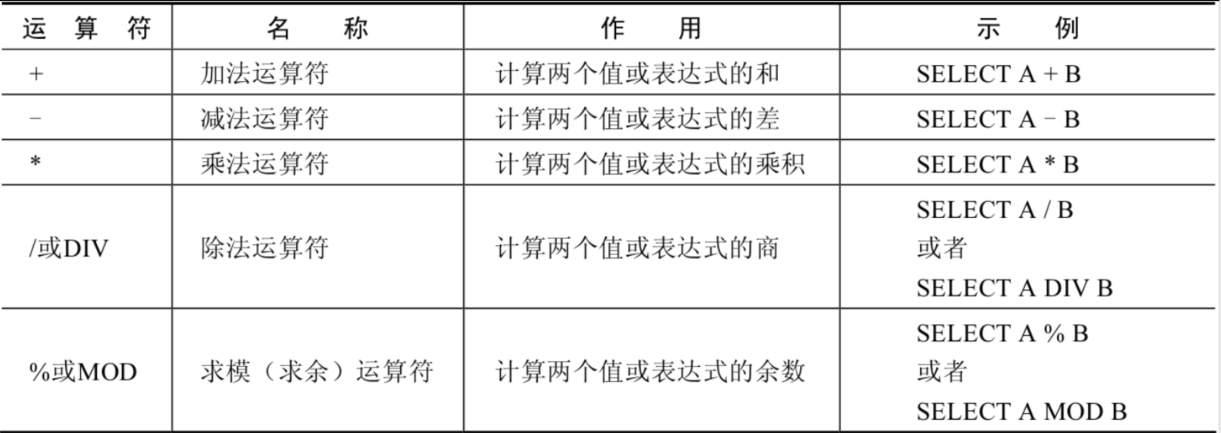 运 算 符 名 称 作 用 示 例
+ 加法运算符 计算两个值或表达式的和 SELECT A + B
- 减法运算符 计算两个值或表达式的差 SELECT A - B
* 乘法运算符 计算两个值或表达式的乘积 SELECT A * B
/或DIV 除法运算符 计算两个值或表达式的商 SELECT A / B
或者
SELECT A DIV B
%或MOD 求模（求余）运算符 计算两个值或表达式的余数 SELECT A % B
或者
SELECT A MOD B